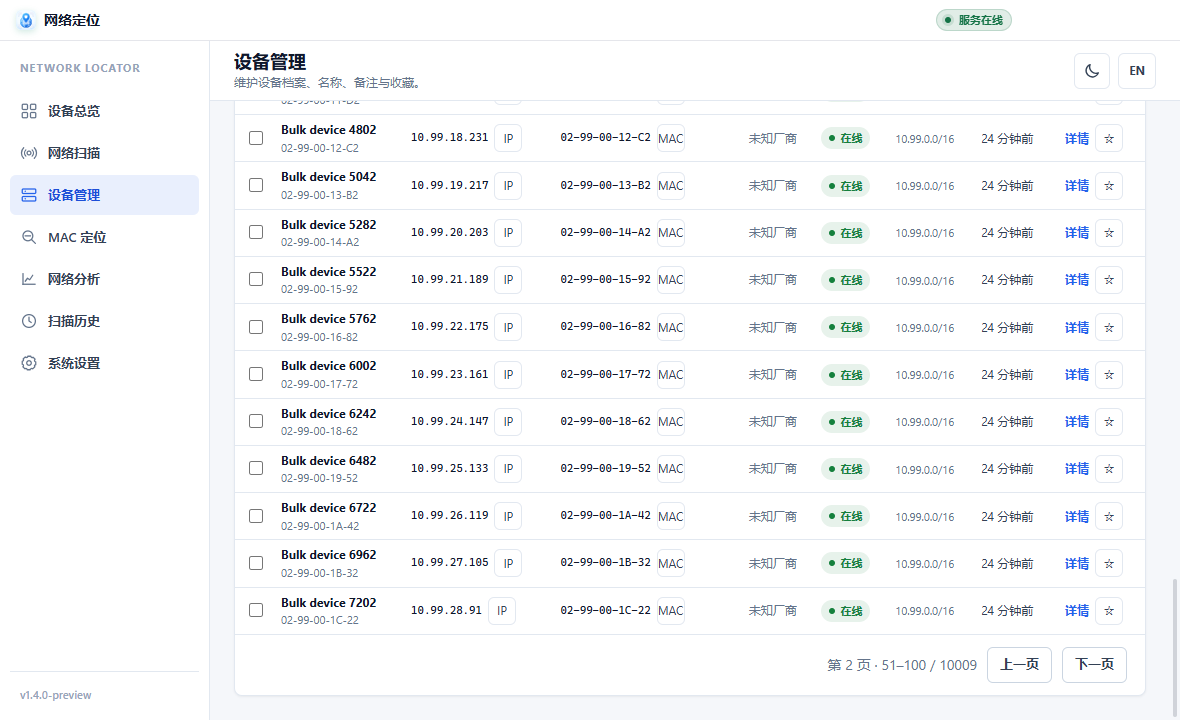 网络定位
服务在线
NETWORK LOCATOR
设备总览
网络扫描
设备管理
MAC 定位
网络分析
扫描历史
系统设置
v1.4.0-preview
设备管理
维护设备档案、名称、备注与收藏。
EN
Bulk device 4802 10.99.18.231 IP 02-99-00-12-C2 MAC 未知厂商 在线 10.99.0.0/16 24 分钟前 详情 ☆
02-99-00-12-C2
Bulk device 5042 10.99.19.217 IP 02-99-00-13-B2 MAC 未知厂商 在线 10.99.0.0/16 24 分钟前 详情 ☆
02-99-00-13-B2
Bulk device 5282 10.99.20.203 IP 02-99-00-14-A2 MAC 未知厂商 在线 10.99.0.0/16 24 分钟前 详情 ☆
02-99-00-14-A2
Bulk device 5522 10.99.21.189 IP 02-99-00-15-92 MAC 未知厂商 在线 10.99.0.0/16 24 分钟前 详情 ☆
02-99-00-15-92
Bulk device 5762 10.99.22.175 IP 02-99-00-16-82 MAC 未知厂商 在线 10.99.0.0/16 24 分钟前 详情 ☆
02-99-00-16-82
Bulk device 6002 10.99.23.161 IP 02-99-00-17-72 MAC 未知厂商 在线 10.99.0.0/16 24 分钟前 详情 ☆
02-99-00-17-72
Bulk device 6242 10.99.24.147 IP 02-99-00-18-62 MAC 未知厂商 在线 10.99.0.0/16 24 分钟前 详情 ☆
02-99-00-18-62
Bulk device 6482 10.99.25.133 IP 02-99-00-19-52 MAC 未知厂商 在线 10.99.0.0/16 24 分钟前 详情 ☆
02-99-00-19-52
Bulk device 6722 10.99.26.119 IP 02-99-00-1A-42 MAC 未知厂商 在线 10.99.0.0/16 24 分钟前 详情 ☆
02-99-00-1A-42
Bulk device 6962 10.99.27.105 IP 02-99-00-1B-32 MAC 未知厂商 在线 10.99.0.0/16 24 分钟前 详情 ☆
02-99-00-1B-32
Bulk device 7202 10.99.28.91 IP 02-99-00-1C-22 MAC 未知厂商 在线 10.99.0.0/16 24 分钟前 详情 ☆
02-99-00-1C-22
第 2 页 · 51–100 / 10009 上一页 下一页